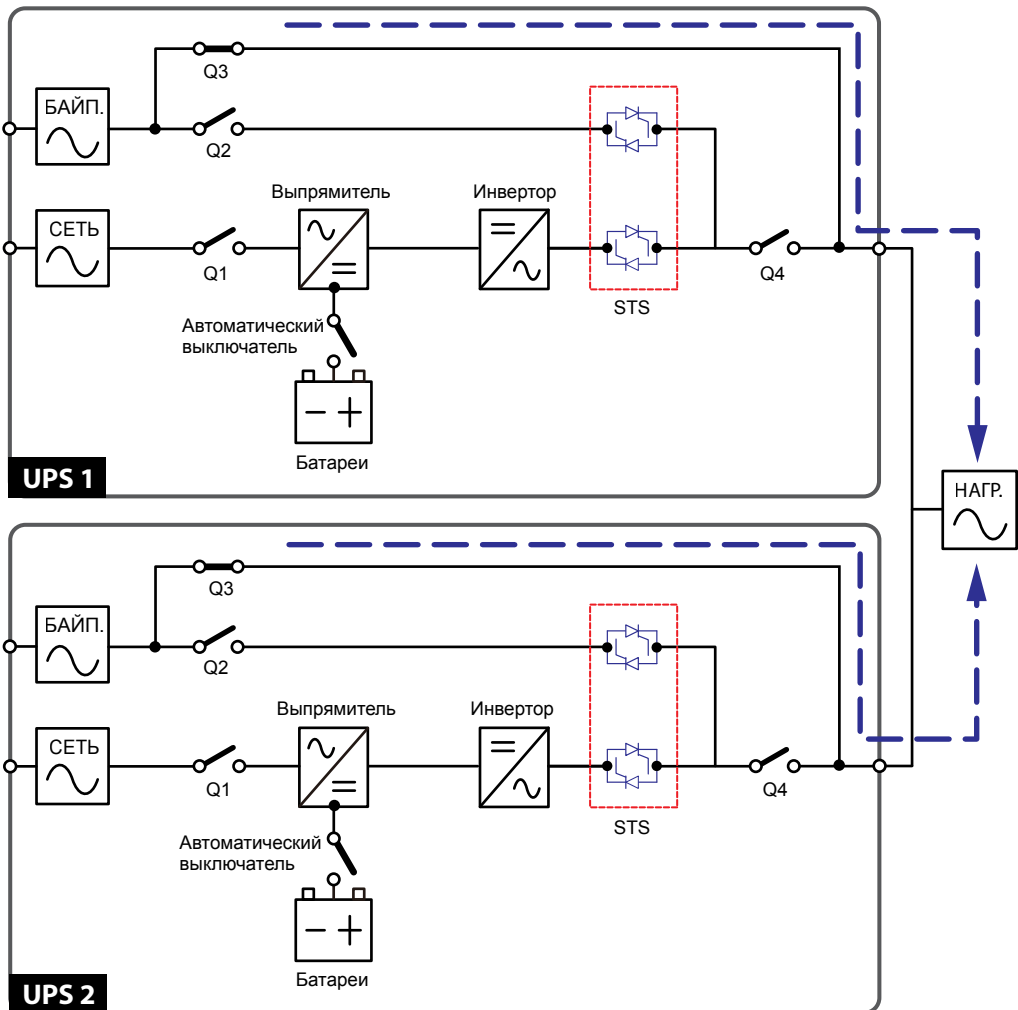 Q3
БАЙП.
Q2
Выпрямитель
Инвертор
СЕТЬ
Q1
Q4
STS
Автоматический
выключатель
Батареи
UPS 1
НАГР.
Q3
БАЙП.
Q2
Выпрямитель
Инвертор
СЕТЬ
Q1
Q4
STS
Автоматический
выключатель
Батареи
UPS 2